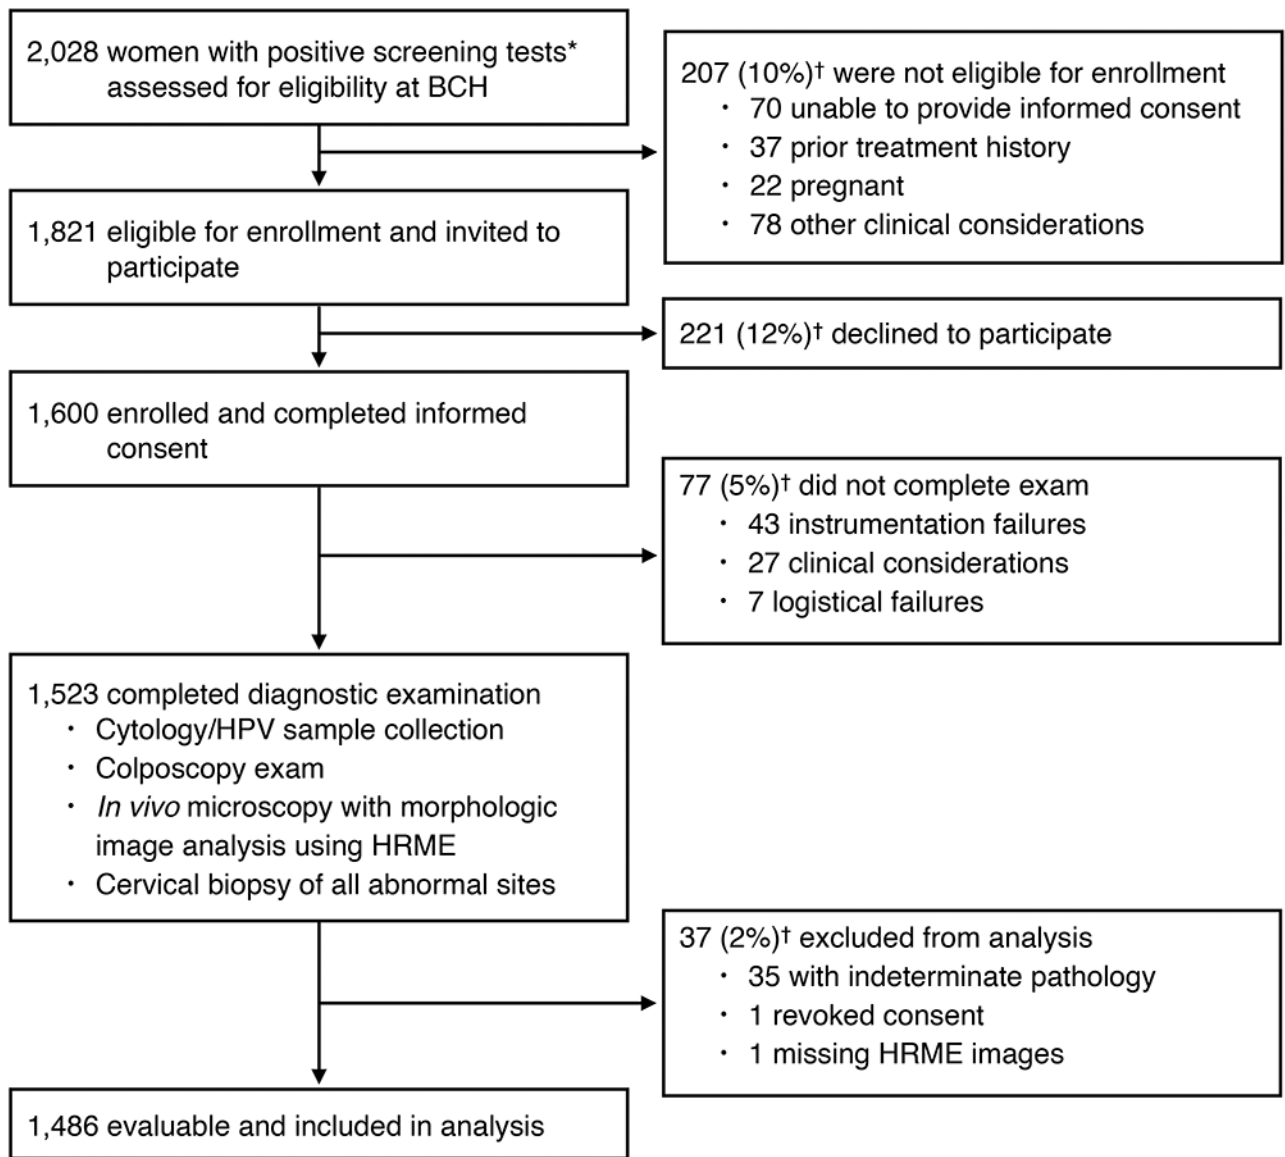 2,028 women with positive screening tests*
assessed for eligibility at BCH
207 (10%)† were not eligible for enrollment
· 70 unable to provide informed consent
· 37 prior treatment history
· 22 pregnant
· 78 other clinical considerations
1,821 eligible for enrollment and invited to
participate
221 (12%)† declined to participate
1,600 enrolled and completed informed
consent
77 (5%)† did not complete exam
· 43 instrumentation failures
· 27 clinical considerations
· 7 logistical failures
1,523 completed diagnostic examination
· Cytology/HPV sample collection
· Colposcopy exam
· In vivo microscopy with morphologic
image analysis using HRME
· Cervical biopsy of all abnormal sites
37 (2%)† excluded from analysis
· 35 with indeterminate pathology
· 1 revoked consent
· 1 missing HRME images
1,486 evaluable and included in analysis